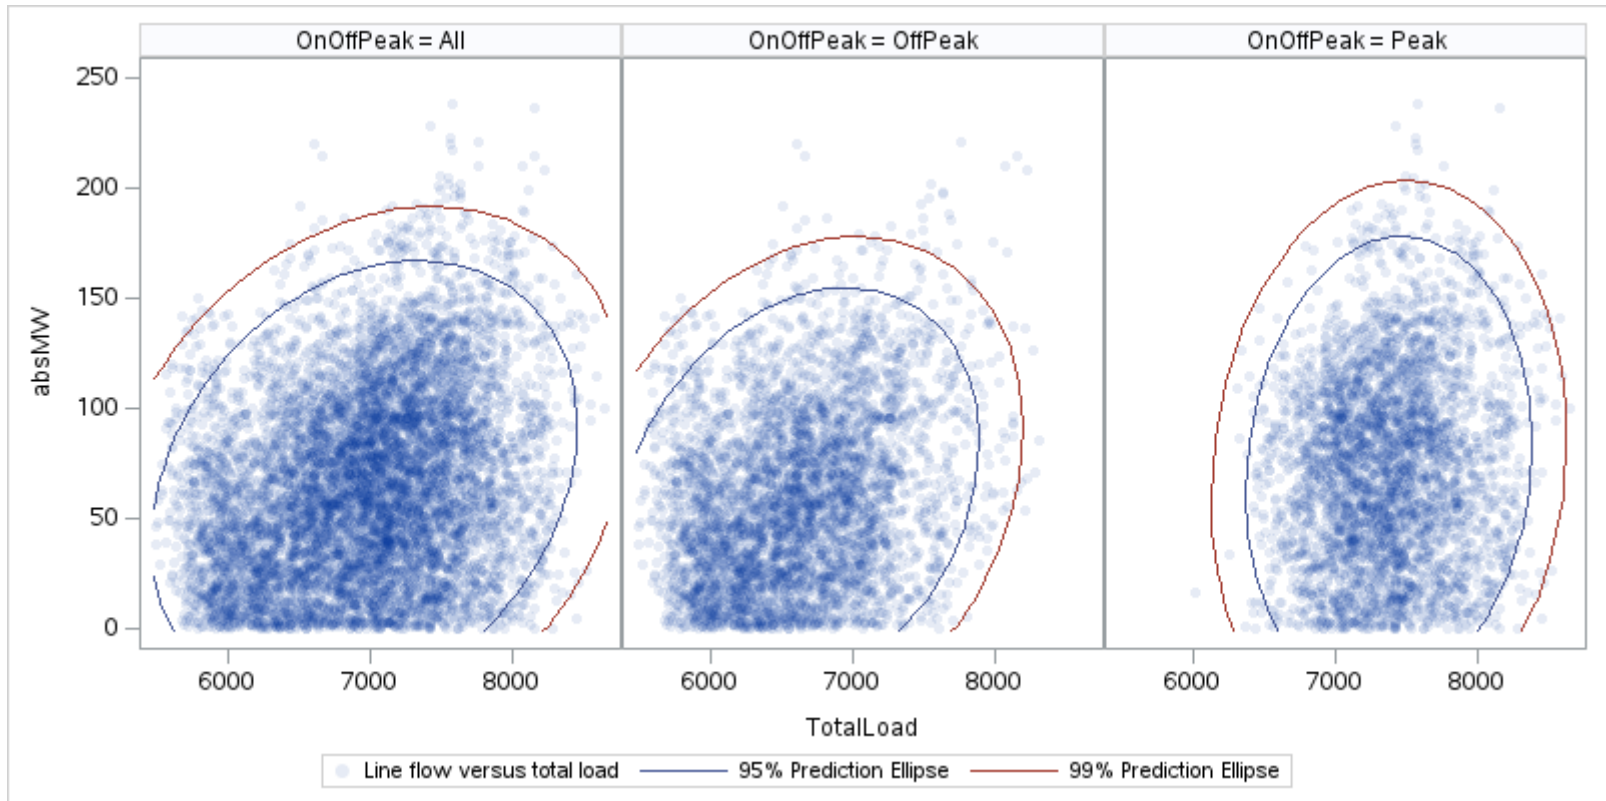 OnOffPeak = All
OnOffPeak = OffPeak
OnOffPeak = Peak
250
200
150
100
50
0
absMW
6000
7000
8000
6000
7000
8000
6000
7000
8000
TotalLoad
Line flow versus total load
95% Prediction Ellipse
99% Prediction Ellipse